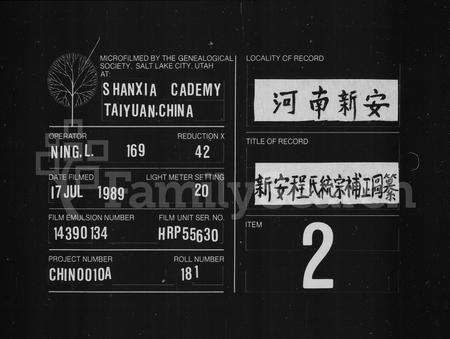 MICROFILMED BY THE GENEALOGICAL
SOCIETY, SALT LAKE CITY, UTAH
AT:
SHANXIA CADEMY
TAIYUAN.CHINA
OPERATOR
REDUCTION X
NING.L. 169
42
DATE FILMED
LIGHT METER SETTING
17 JUL 1989
20
FILM EMULSION NUMBER
FILM UNIT SER. NO.
14390134
HRP55630
PROJECT NUMBER
ROLL NUMBER
CHIN0010A
181
LOCALITY OF RECORD
河南新安
TITLE OF RECORD
新安程氏統宗補正圖纂
ITEM
2
FamilySearch